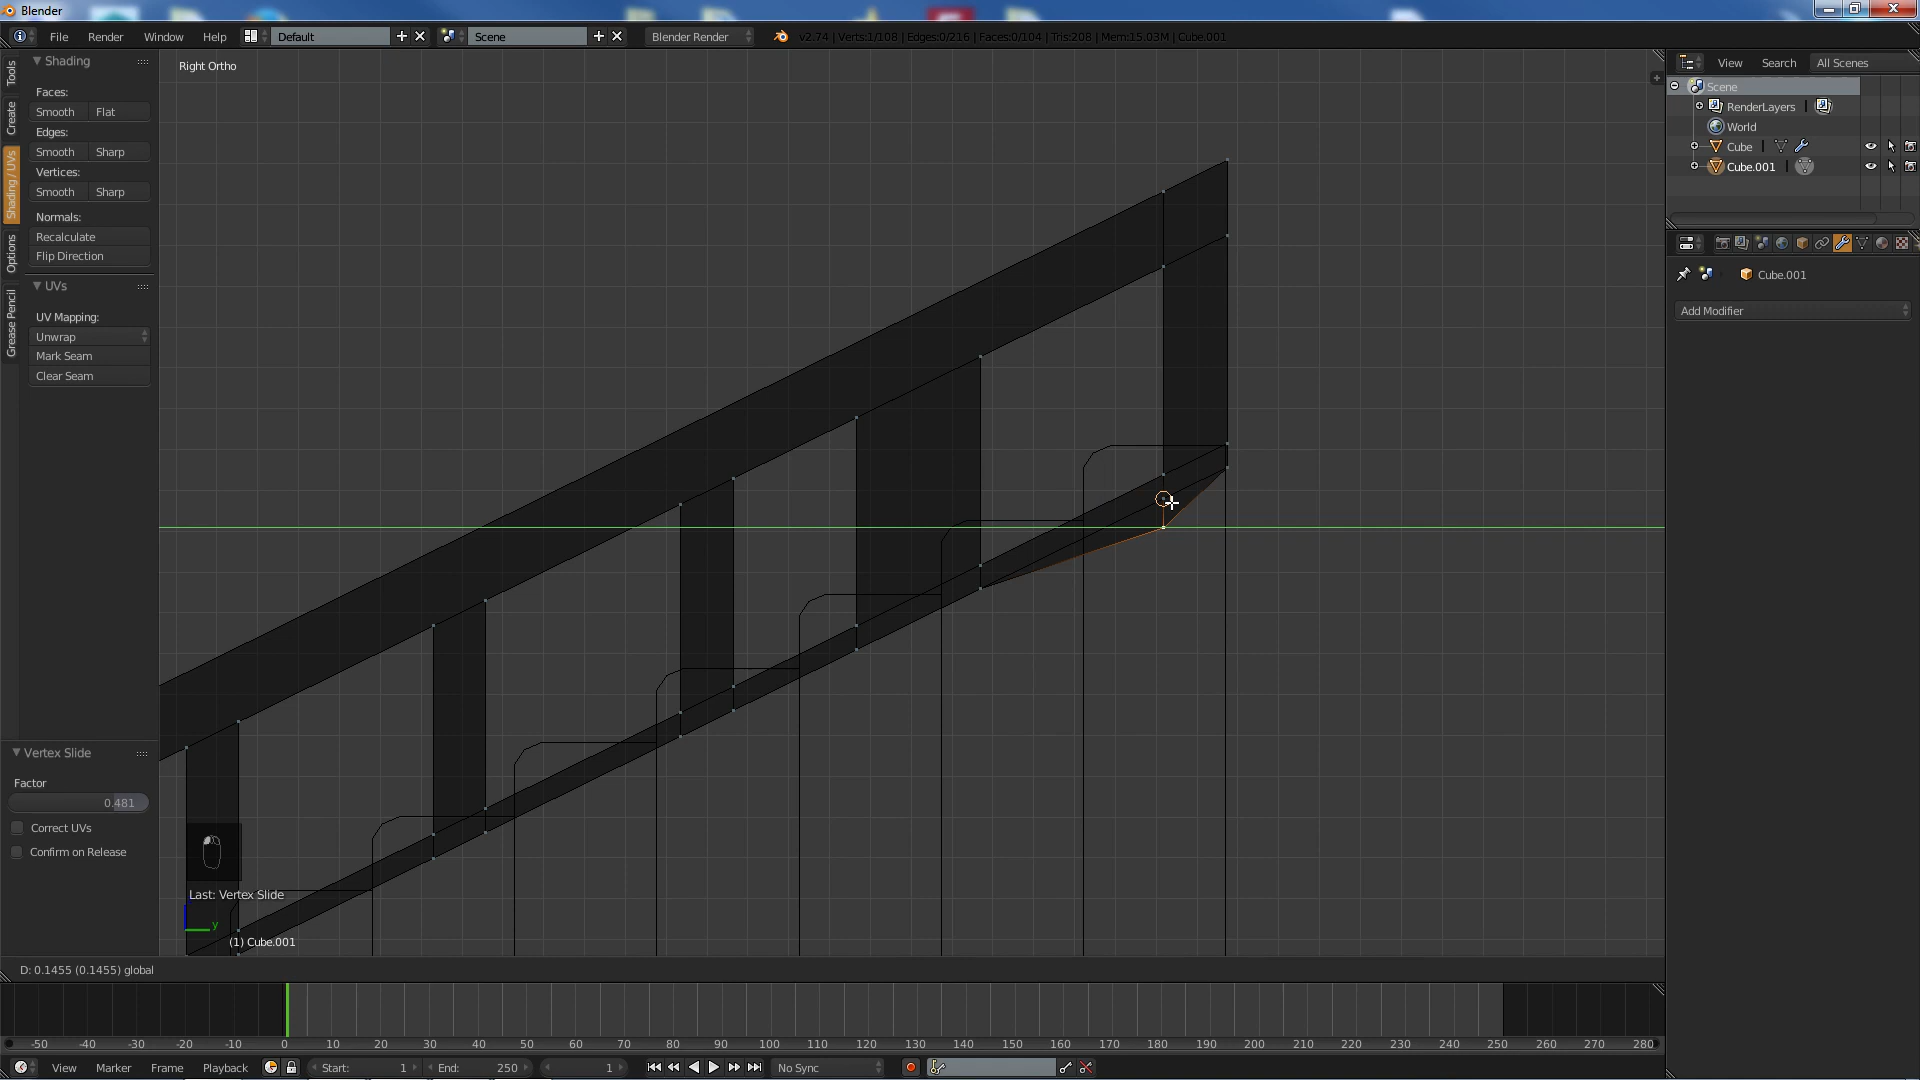 Blender
File Render Window Help Default Scene Blender Render v2.74 | Verts:1/108 | Edges:0/216 | Faces:0/104 | Tris:208 | Mem:15.03M | Cube.001
Tools
Create
Shading / UVs
Options
Grease Pencil
Shading
Faces:
Smooth Flat
Edges:
Smooth Sharp
Vertices:
Smooth Sharp
Normals:
Recalculate
Flip Direction
UVs
UV Mapping:
Unwrap
Mark Seam
Clear Seam
Vertex Slide
Factor
0.481
Correct UVs
Confirm on Release
Right Ortho
Last: Vertex Slide
y
(1) Cube.001
D: 0.1455 (0.1455) global
View Search All Scenes
Scene
RenderLayers
World
Cube
Cube.001
Cube.001
Add Modifier
-50 -40 -30 -20 -10 0 10 20 30 40 50 60 70 80 90 100 110 120 130 140 150 160 170 180 190 200 210 220 230 240 250 260 270 280
View Marker Frame Playback Start: 1 End: 250 1 No Sync